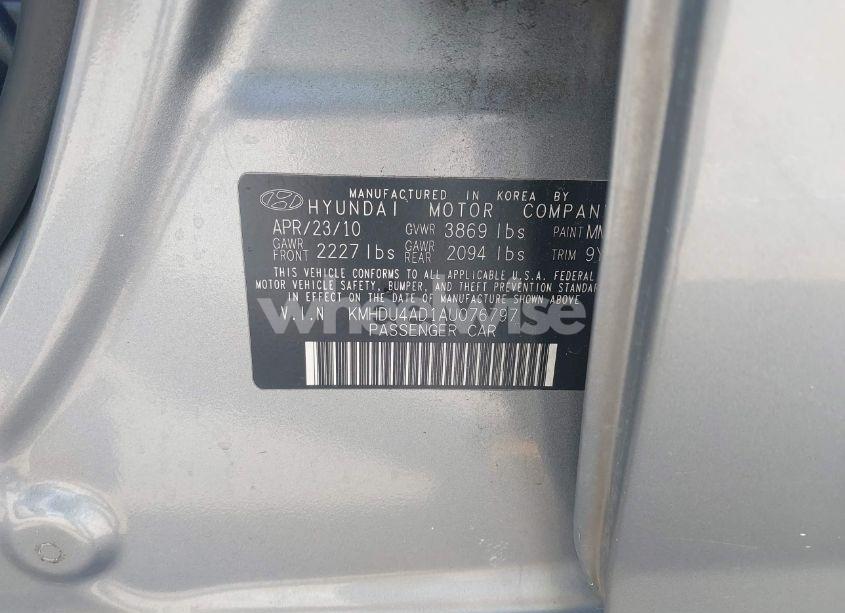 MANUFACTURED IN KOREA BY
HYUNDAI MOTOR COMPAN
APR/23/10 GVWR 3869 lbs PAINT MM
GAWR FRONT 2227 lbs GAWR REAR 2094 lbs TRIM 9Y
THIS VEHICLE CONFORMS TO ALL APPLICABLE U.S.A. FEDERAL
MOTOR VEHICLE SAFETY, BUMPER, AND THEFT PREVENTION STANDAR
IN EFFECT ON THE DATE OF MANUFACTURE SHOWN ABOVE
V.I.N KMHDU4AD1AU076797
PASSENGER CAR